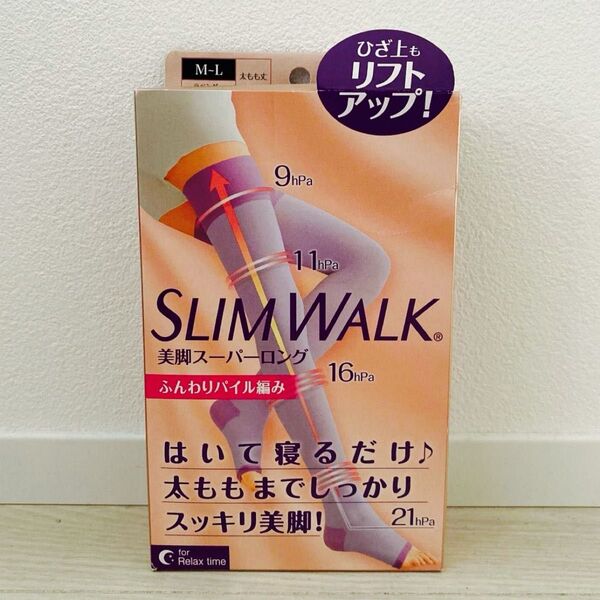 M~L
太もも丈
ひざ上も
リフト
アップ!
9hPa
11hPa
SLIM WALK®
美脚スーパーロング
16hPa
ふんわりパイル編み
はいて寝るだけ♪
太ももまでしっかり
スッキリ美脚!
21hPa
for
Relax time